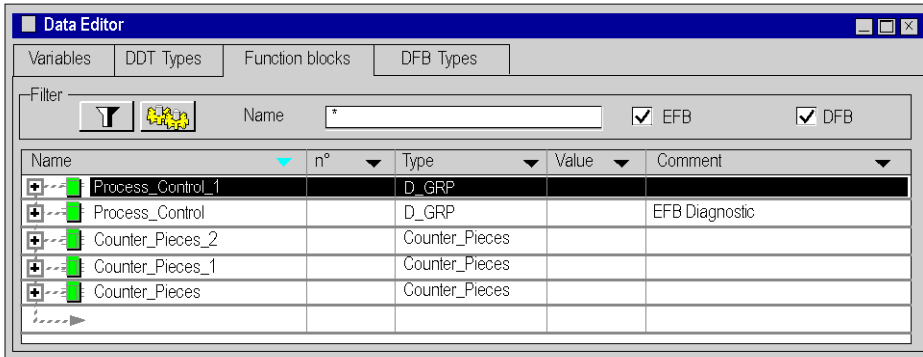 Data Editor
Variables DDT Types Function blocks DFB Types
Filter
Name * EFB DFB
Name n° Type Value Comment
Process_Control_1 D_GRP
Process_Control D_GRP EFB Diagnostic
Counter_Pieces_2 Counter_Pieces
Counter_Pieces_1 Counter_Pieces
Counter_Pieces Counter_Pieces